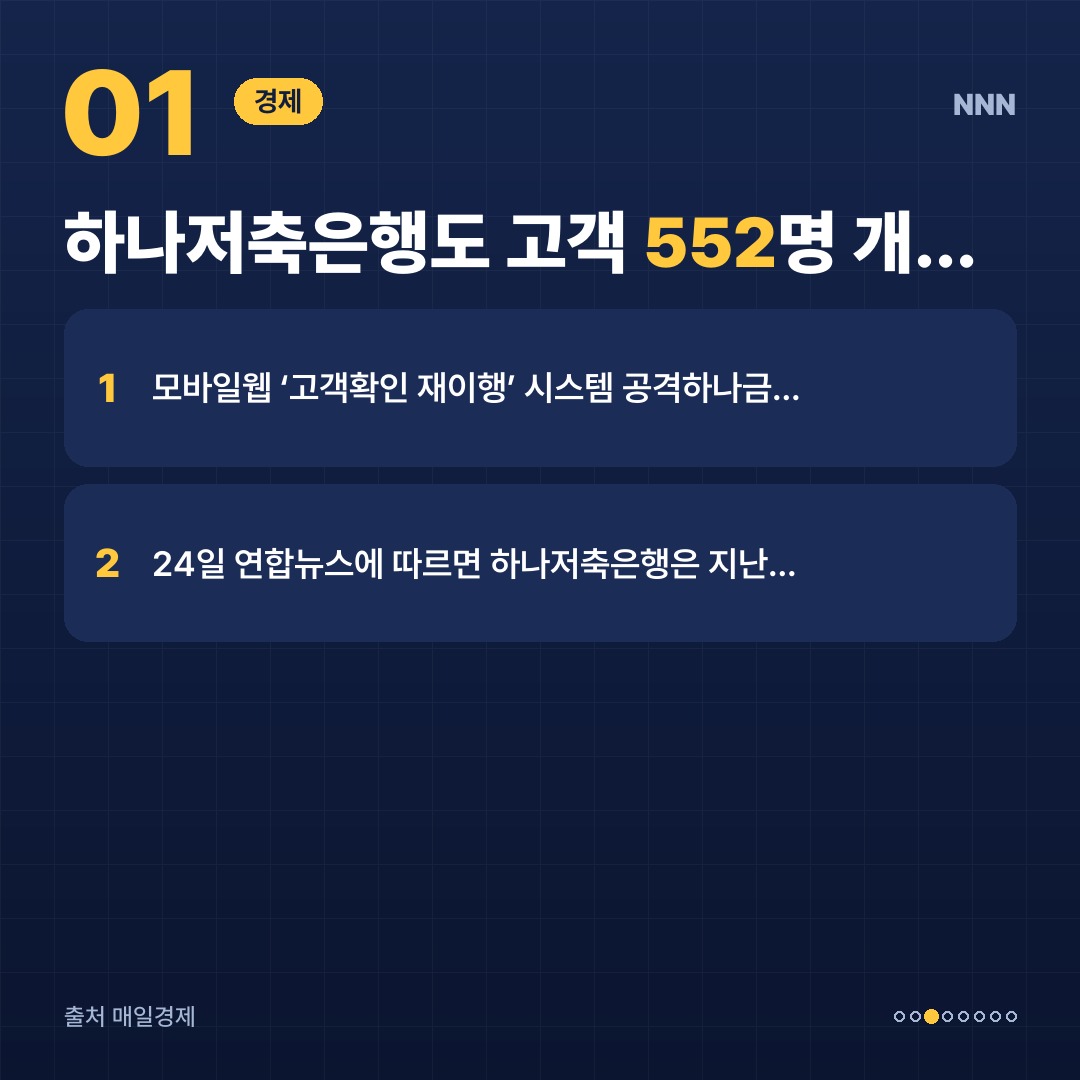 01
경제
NNN
하나저축은행도 고객 552명 개...
1 모바일웹 ‘고객확인 재이행’ 시스템 공격하나금...
2 24일 연합뉴스에 따르면 하나저축은행은 지난...
출처 매일경제